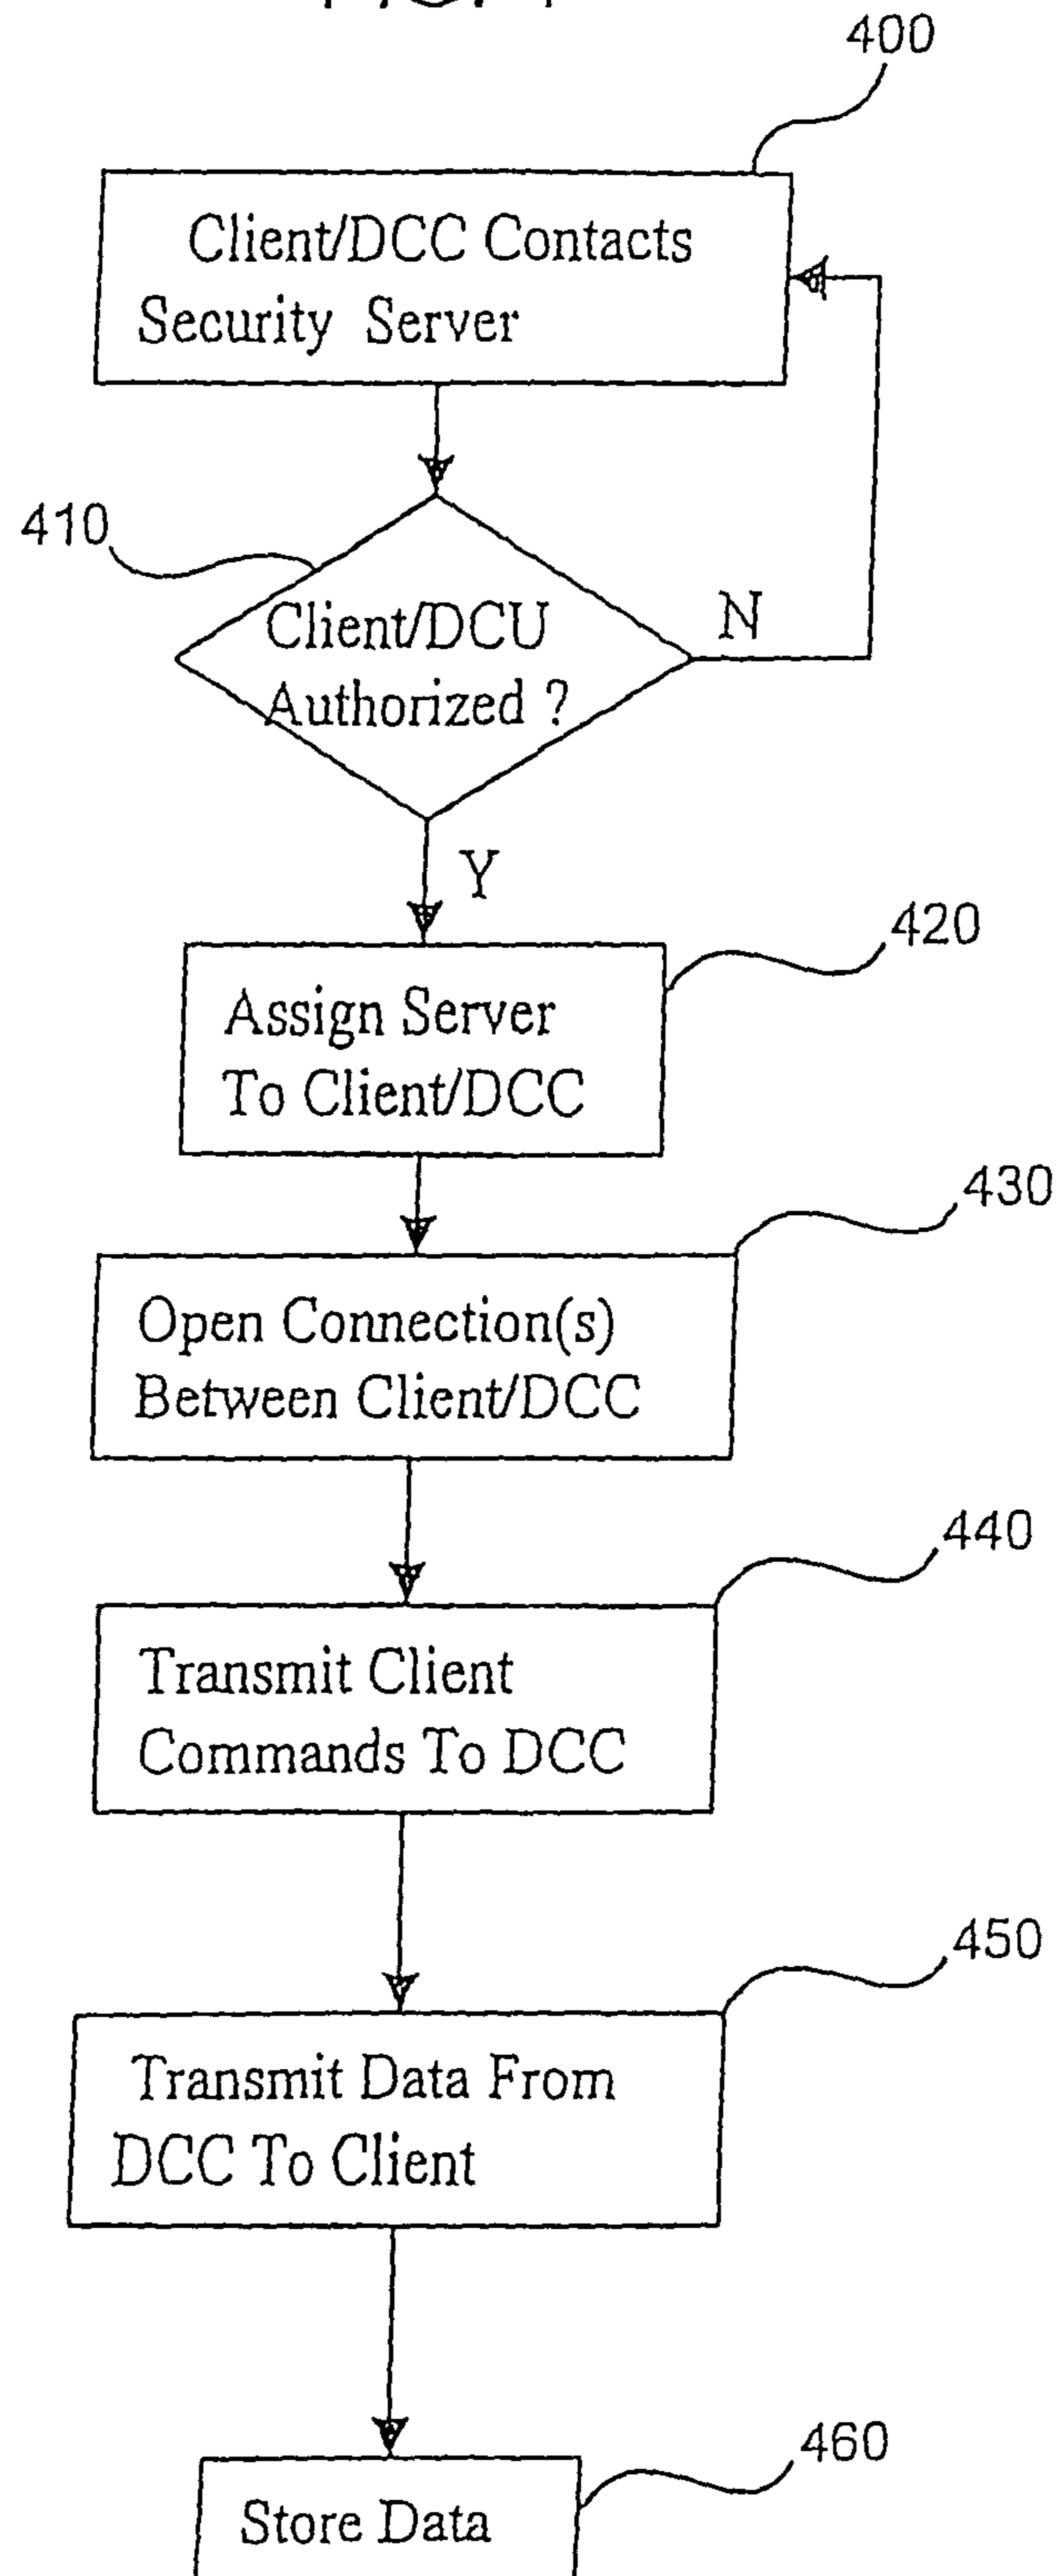 400
Client/DCC Contacts
Security Server
410
Client/DCU
Authorized ?
N
Y
420
Assign Server
To Client/DCC
430
Open Connection(s)
Between Client/DCC
440
Transmit Client
Commands To DCC
450
Transmit Data From
DCC To Client
460
Store Data